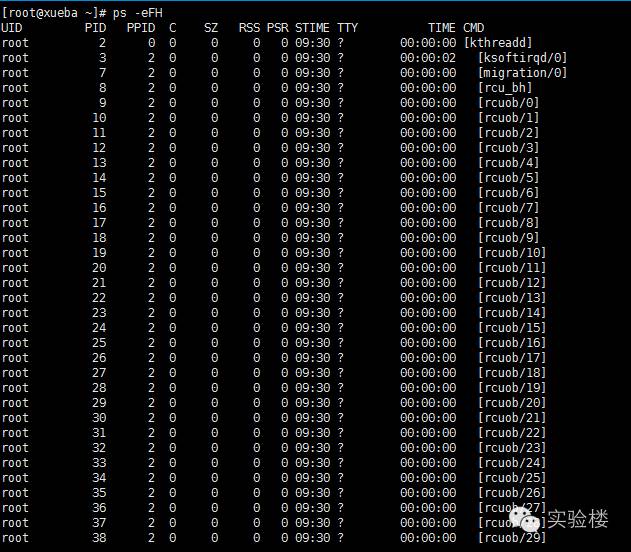 [root@xueba ~]# ps -eFH
UID        PID  PPID  C    SZ   RSS PSR STIME TTY          TIME CMD
root         2     0  0     0     0   0 09:30 ?        00:00:00 [kthreadd]
root         3     2  0     0     0   0 09:30 ?        00:00:02   [ksoftirqd/0]
root         7     2  0     0     0   0 09:30 ?        00:00:00   [migration/0]
root         8     2  0     0     0   0 09:30 ?        00:00:00   [rcu_bh]
root         9     2  0     0     0   0 09:30 ?        00:00:00   [rcuob/0]
root        10     2  0     0     0   0 09:30 ?        00:00:00   [rcuob/1]
root        11     2  0     0     0   0 09:30 ?        00:00:00   [rcuob/2]
root        12     2  0     0     0   0 09:30 ?        00:00:00   [rcuob/3]
root        13     2  0     0     0   0 09:30 ?        00:00:00   [rcuob/4]
root        14     2  0     0     0   0 09:30 ?        00:00:00   [rcuob/5]
root        15     2  0     0     0   0 09:30 ?        00:00:00   [rcuob/6]
root        16     2  0     0     0   0 09:30 ?        00:00:00   [rcuob/7]
root        17     2  0     0     0   0 09:30 ?        00:00:00   [rcuob/8]
root        18     2  0     0     0   0 09:30 ?        00:00:00   [rcuob/9]
root        19     2  0     0     0   0 09:30 ?        00:00:00   [rcuob/10]
root        20     2  0     0     0   0 09:30 ?        00:00:00   [rcuob/11]
root        21     2  0     0     0   0 09:30 ?        00:00:00   [rcuob/12]
root        22     2  0     0     0   0 09:30 ?        00:00:00   [rcuob/13]
root        23     2  0     0     0   0 09:30 ?        00:00:00   [rcuob/14]
root        24     2  0     0     0   0 09:30 ?        00:00:00   [rcuob/15]
root        25     2  0     0     0   0 09:30 ?        00:00:00   [rcuob/16]
root        26     2  0     0     0   0 09:30 ?        00:00:00   [rcuob/17]
root        27     2  0     0     0   0 09:30 ?        00:00:00   [rcuob/18]
root        28     2  0     0     0   0 09:30 ?        00:00:00   [rcuob/19]
root        29     2  0     0     0   0 09:30 ?        00:00:00   [rcuob/20]
root        30     2  0     0     0   0 09:30 ?        00:00:00   [rcuob/21]
root        31     2  0     0     0   0 09:30 ?        00:00:00   [rcuob/22]
root        32     2  0     0     0   0 09:30 ?        00:00:00   [rcuob/23]
root        33     2  0     0     0   0 09:30 ?        00:00:00   [rcuob/24]
root        34     2  0     0     0   0 09:30 ?        00:00:00   [rcuob/25]
root        35     2  0     0     0   0 09:30 ?        00:00:00   [rcuob/26]
root        36     2  0     0     0   0 09:30 ?        00:00:00   [rcuob/27]
root        37     2  0     0     0   0 09:30 ?        00:00:00
root        38     2  0     0     0   0 09:30 ?        00:00:00   [rcuob/29]
实验楼